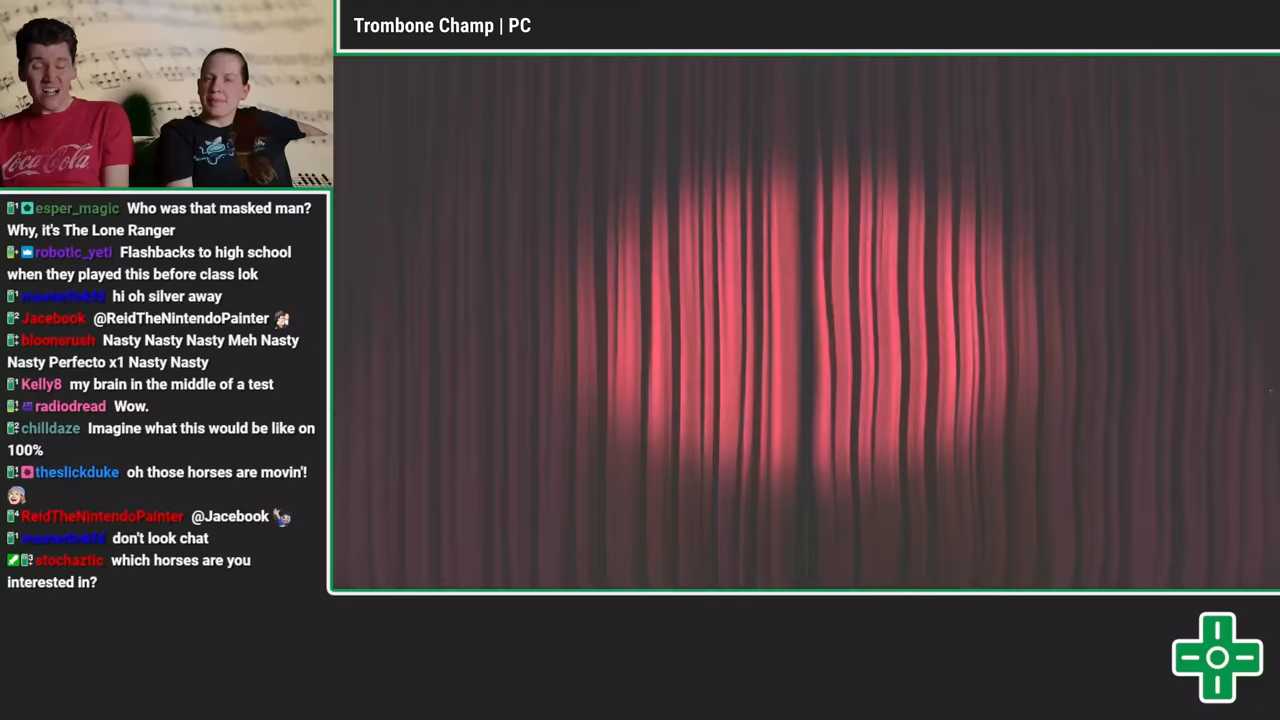 Trombone Champ | PC
Coca-Cola
esper_magic Who was that masked man?
Why, it's The Lone Ranger
robotic_yeti Flashbacks to high school
when they played this before class lok
hi oh silver away
Jacebook @ReidTheNintendoPainter
bloonsrush Nasty Nasty Nasty Meh Nasty
Nasty Perfecto x1 Nasty Nasty
Kelly8 my brain in the middle of a test
radiodread Wow.
chilldaze Imagine what this would be like on
100%
theslickduke oh those horses are movin'!
ReidTheNintendoPainter @Jacebook
don't look chat
stochaztic which horses are you
interested in?